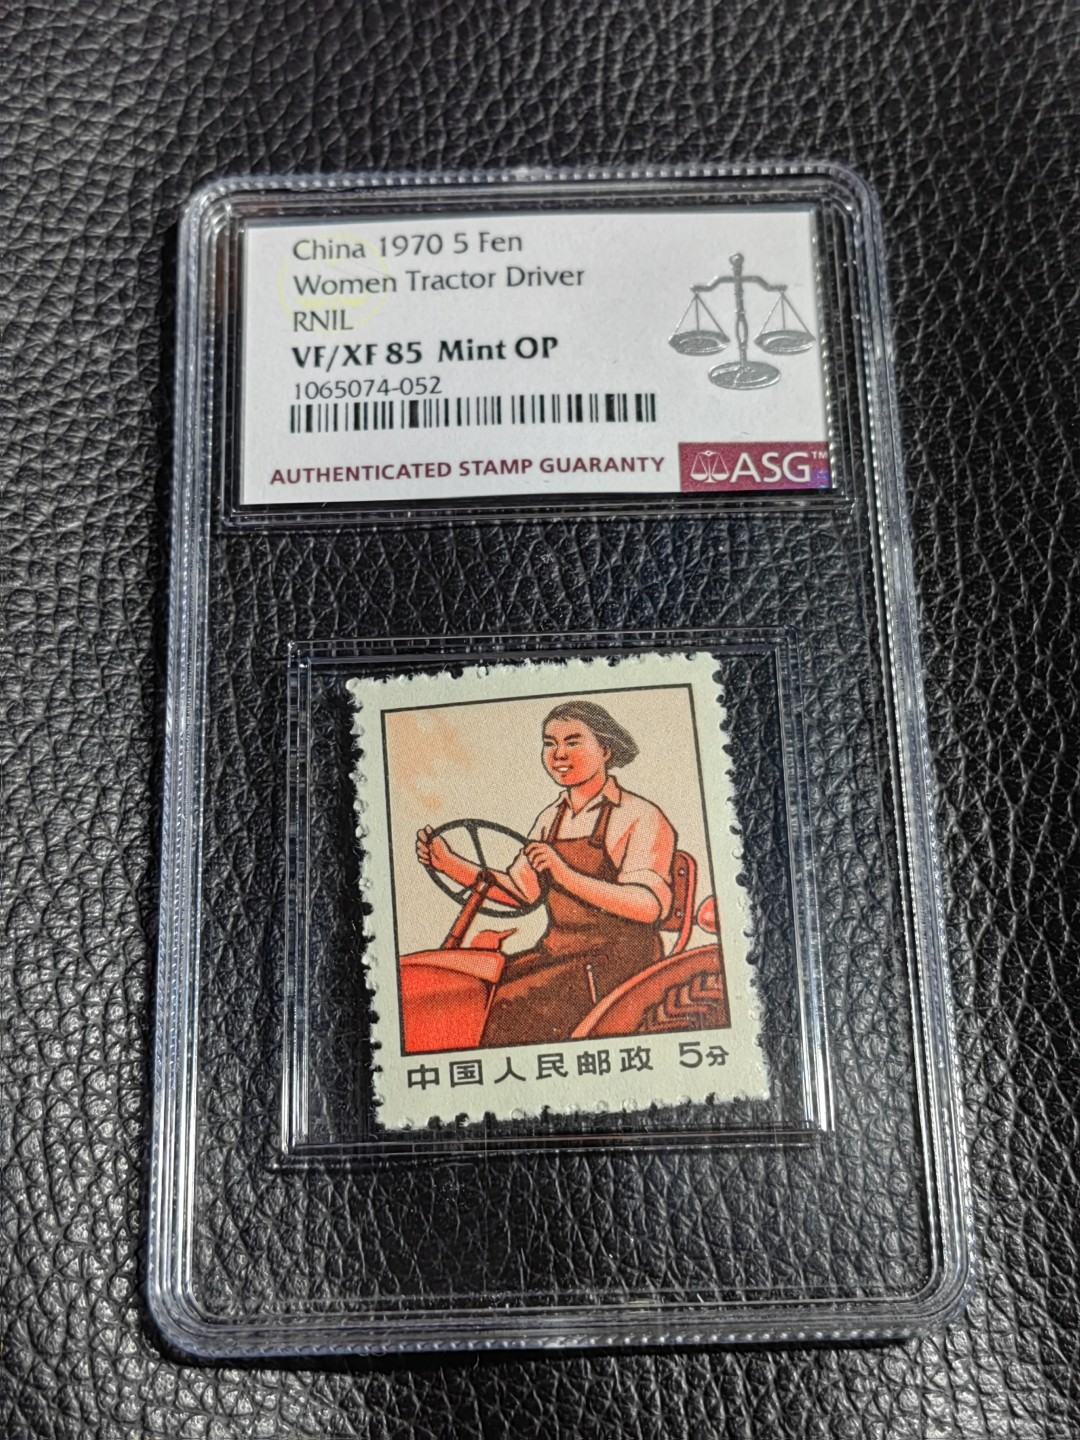 China 1970 5 Fen
Women Tractor Driver
RNIL
VF/XF 85 Mint OP
1065074-052
AUTHENTICATED STAMP GUARANTY ASG™
中国人民邮政 5分